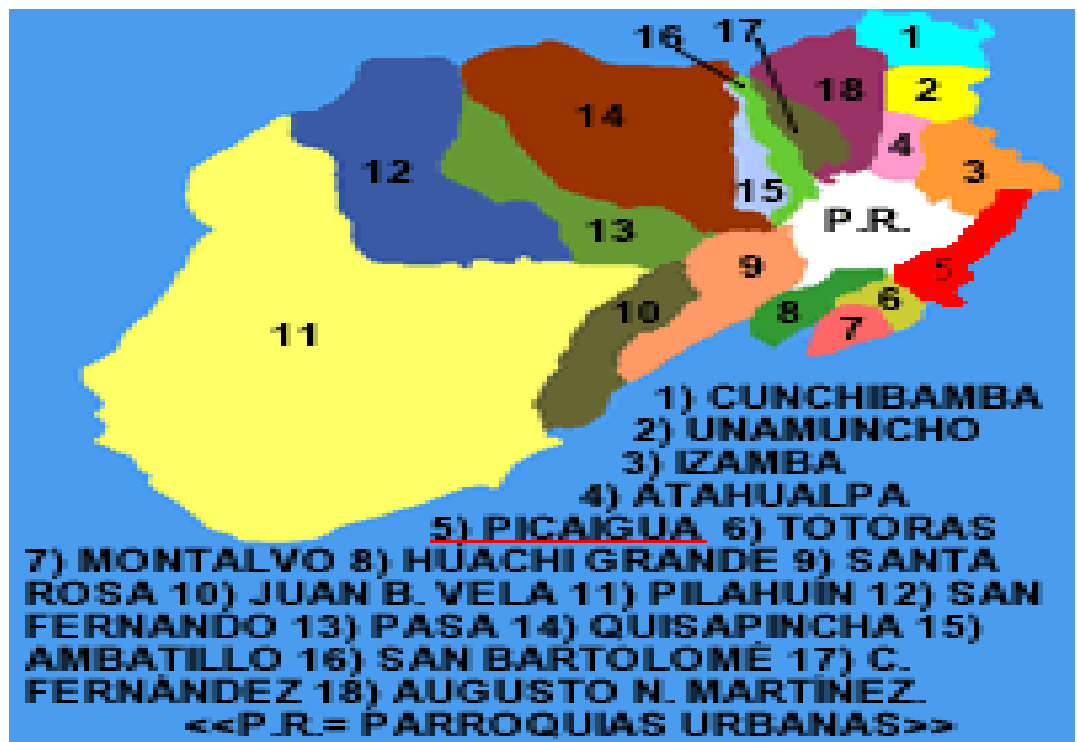 16 17 1
18 2
14 4
12 15 3
13 P.R.
9 5
10 8 6
11 7
1) CUNCHIBAMBA
2) UNAMUNCHO
3) IZAMBA
4) ATAHUALPA
5) PICAIGUA 6) TOTORAS
7) MONTALVO 8) HUACHI GRANDE 9) SANTA
ROSA 10) JUAN B. VELA 11) PILAHUÍN 12) SAN
FERNANDO 13) PASA 14) QUISAPINCHA 15)
AMBATILLO 16) SAN BARTOLOMÉ 17) C.
FERNÁNDEZ 18) AUGUSTO N. MARTÍNEZ.
<<P.R.= PARROQUIAS URBANAS>>